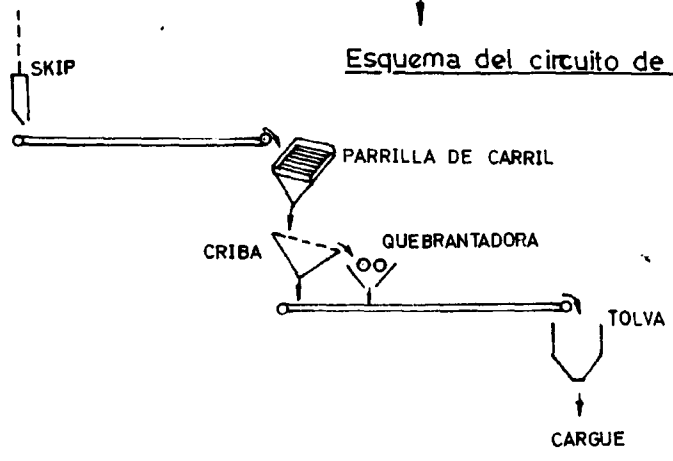 Esquema del circuito de
SKIP
PARRILLA DE CARRIL
CRIBA
QUEBRANTADORA
TOLVA
CARGUE